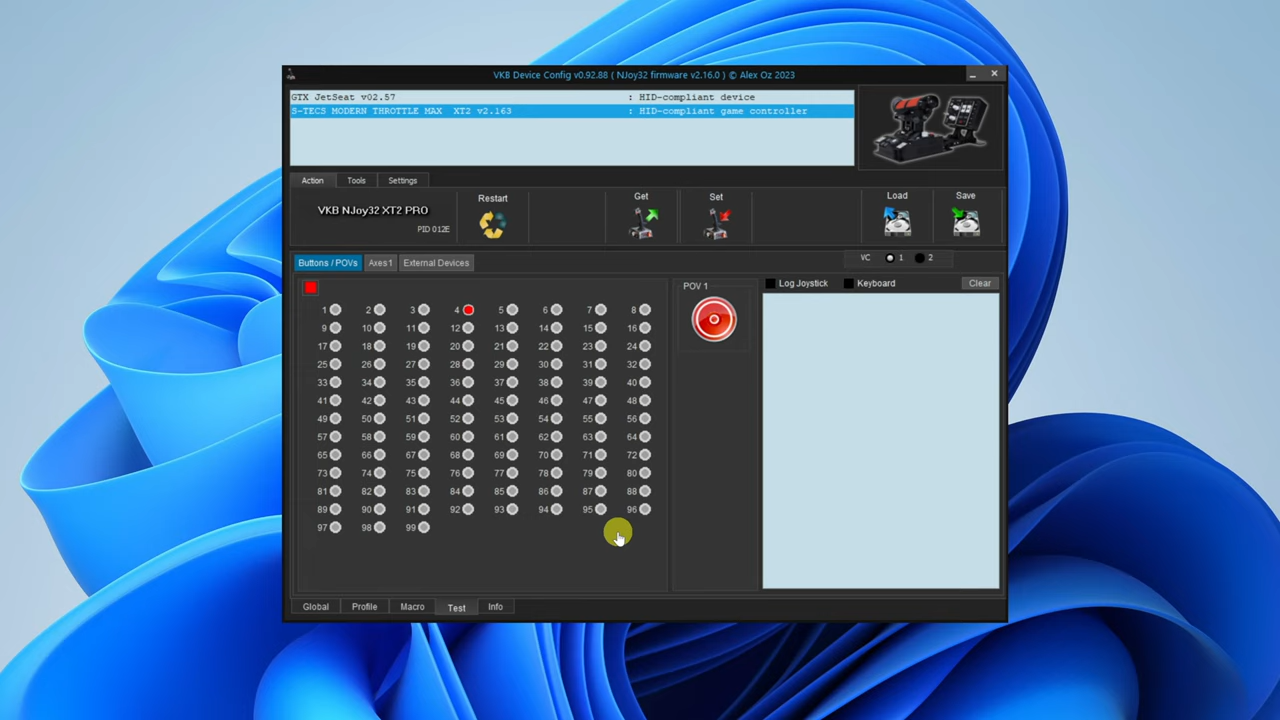 VKB Device Config v0.92.88 ( NJoy32 firmware v2.16.0 ) © Alex Oz 2023
GTX JetSeat v02.57 : HID-compliant device
S-TECS MODERN THROTTLE MAX XT2 v2.163 : HID-compliant game controller
Action Tools Settings
VKB NJoy32 XT2 PRO
PID 012E
Restart
Get
Set
Load
Save
Buttons / POVs Axes1 External Devices
VC 1 2
POV 1
Log Joystick Keyboard Clear
1 2 3 4 5 6 7 8
9 10 11 12 13 14 15 16
17 18 19 20 21 22 23 24
25 26 27 28 29 30 31 32
33 34 35 36 37 38 39 40
41 42 43 44 45 46 47 48
49 50 51 52 53 54 55 56
57 58 59 60 61 62 63 64
65 66 67 68 69 70 71 72
73 74 75 76 77 78 79 80
81 82 83 84 85 86 87 88
89 90 91 92 93 94 95 96
97 98 99
Global Profile Macro Test Info